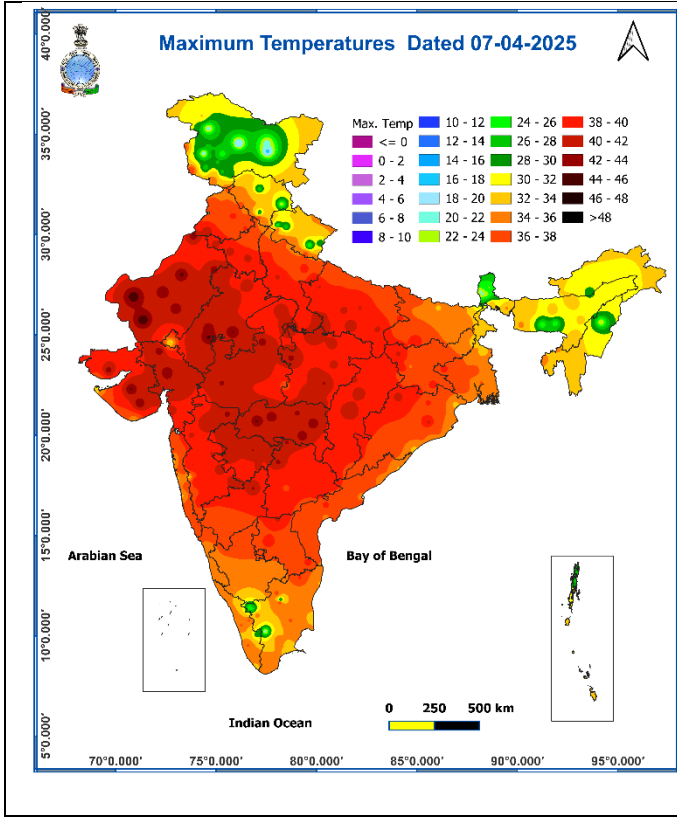 Maximum Temperatures Dated 07-04-2025
Max. Temp
<= 0
0 - 2
2 - 4
4 - 6
6 - 8
8 - 10
10 - 12
12 - 14
14 - 16
16 - 18
18 - 20
20 - 22
22 - 24
24 - 26
26 - 28
28 - 30
30 - 32
32 - 34
34 - 36
36 - 38
38 - 40
40 - 42
42 - 44
44 - 46
46 - 48
>48
40°0.000'
35°0.000'
30°0.000'
25°0.000'
20°0.000'
15°0.000'
10°0.000'
5°0.000'
Arabian Sea
Bay of Bengal
Indian Ocean
0 250 500 km
70°0.000' 75°0.000' 80°0.000' 85°0.000' 90°0.000' 95°0.000'